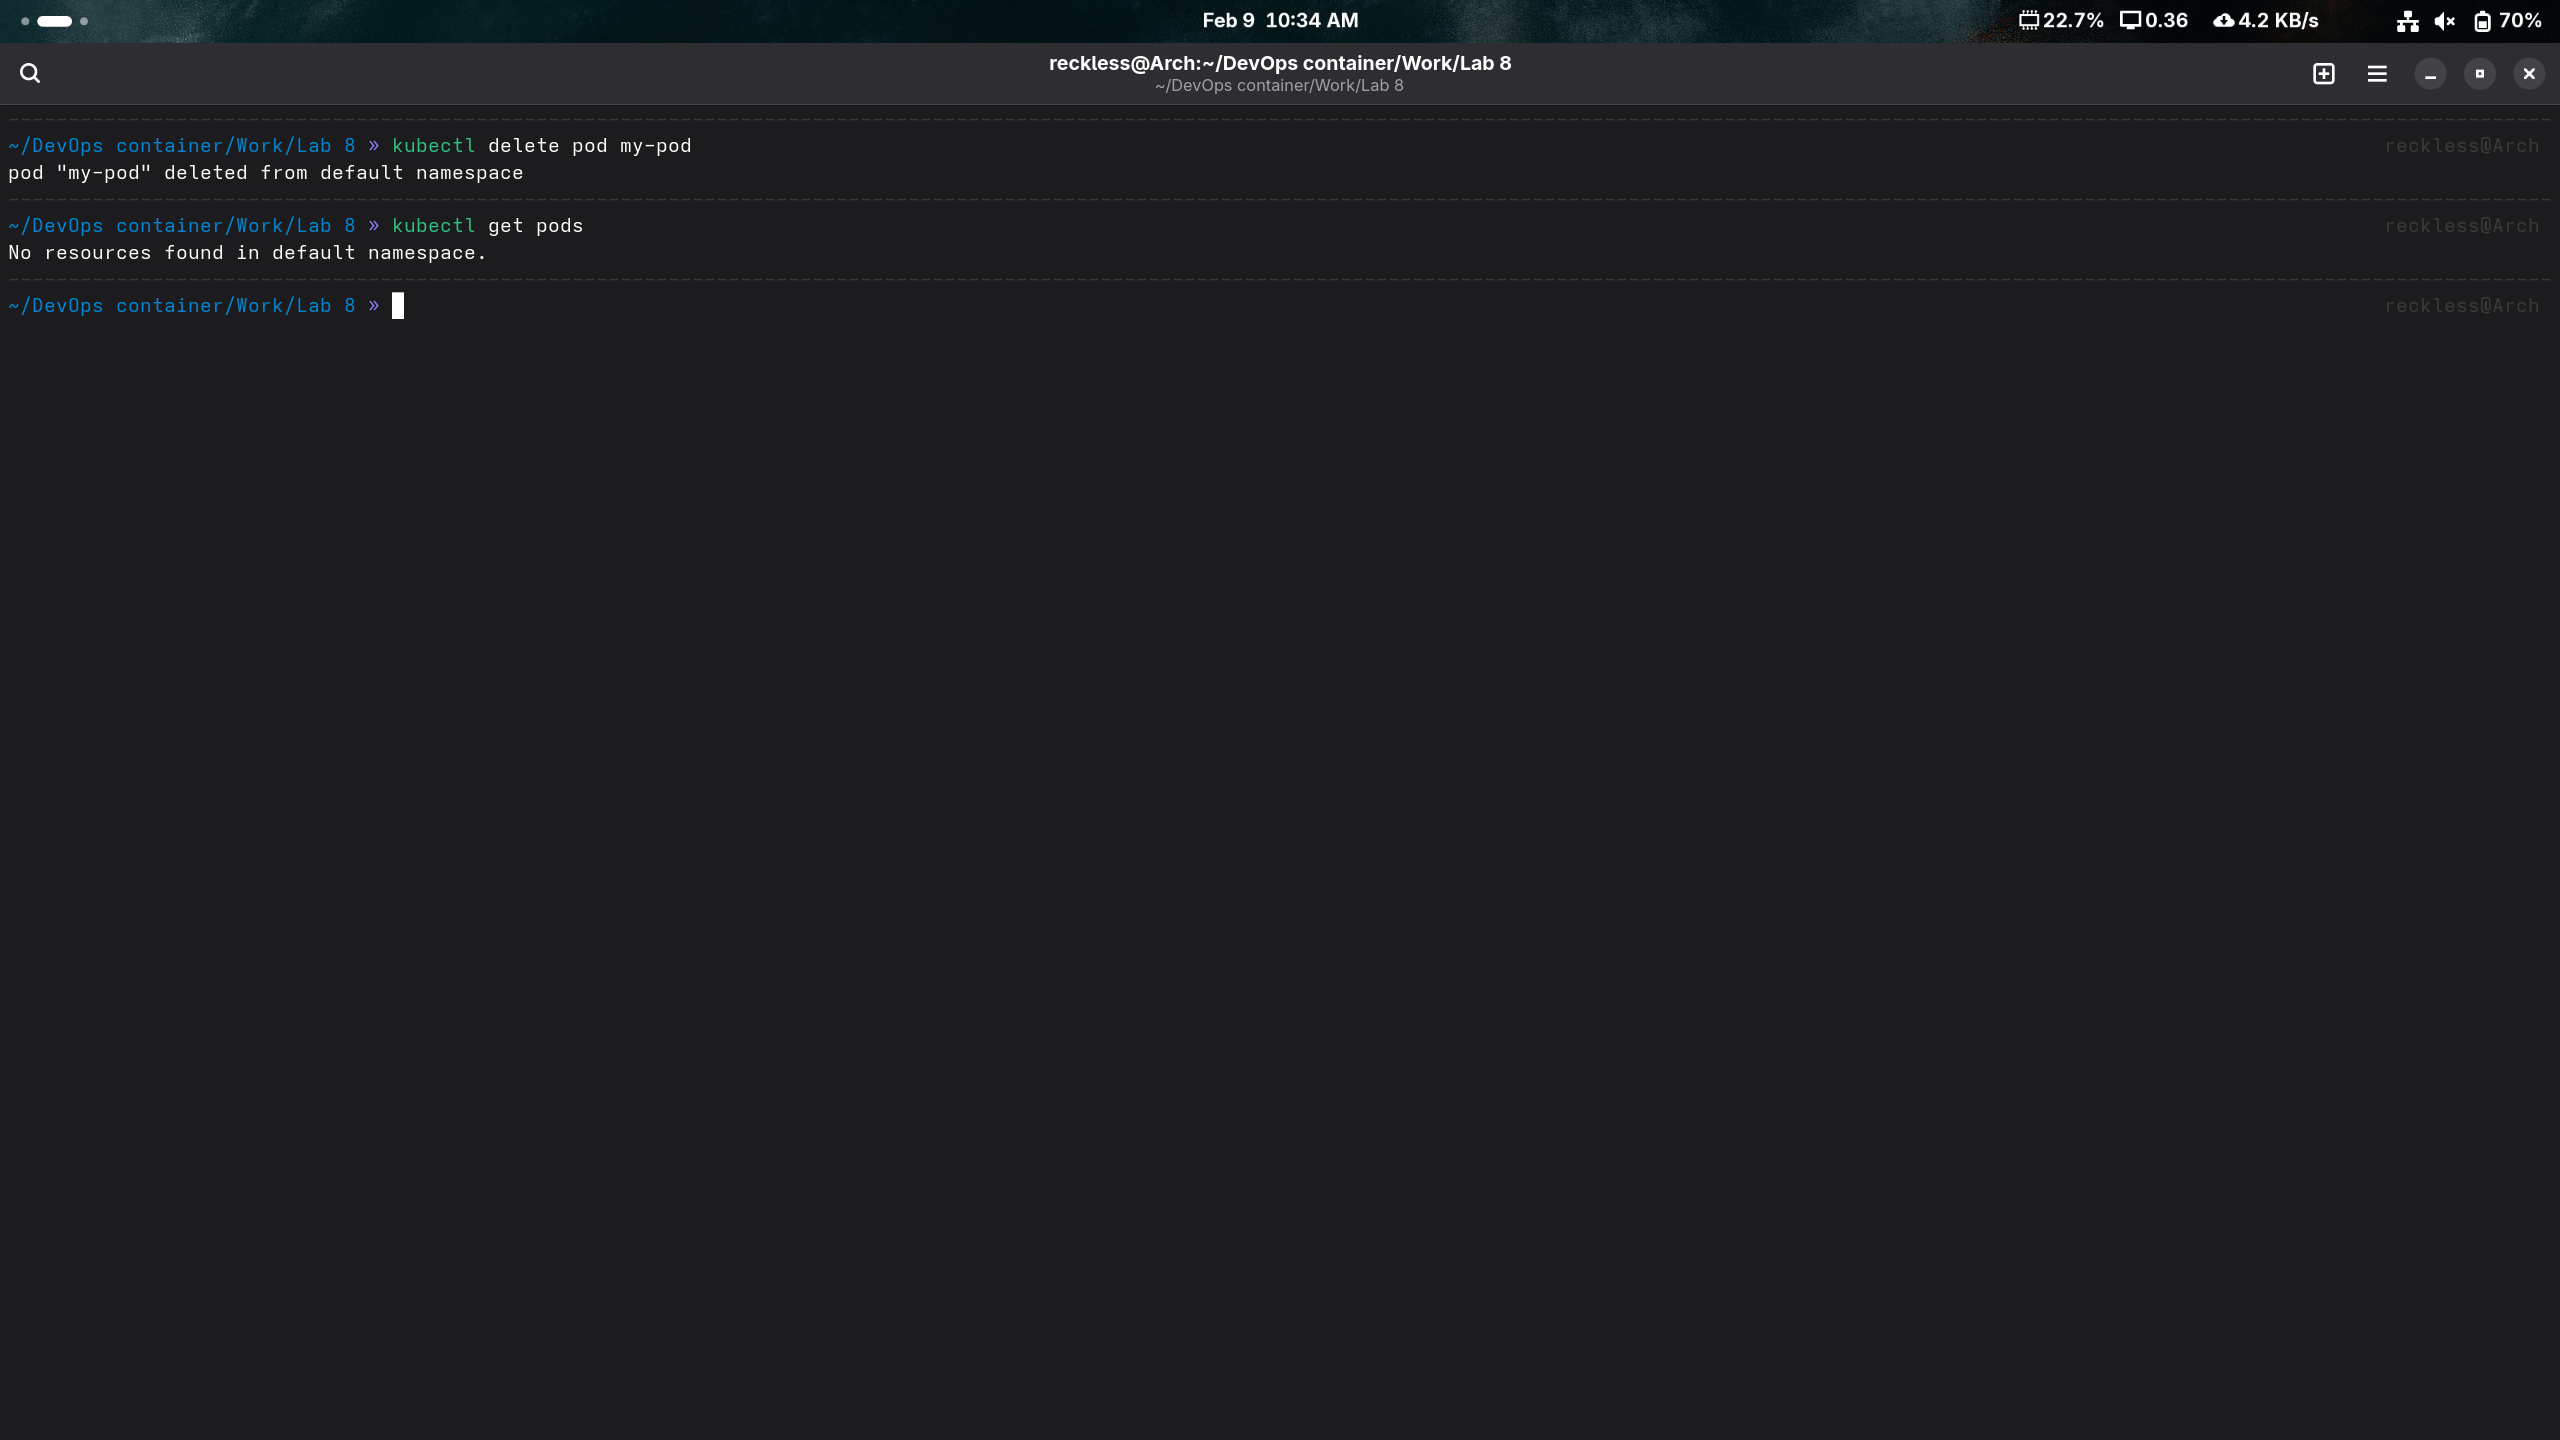 Feb 9 10:34 AM
22.7% 0.36 4.2 KB/s 70%
reckless@Arch:~/DevOps container/Work/Lab 8
~/DevOps container/Work/Lab 8
~/DevOps container/Work/Lab 8 » kubectl delete pod my-pod reckless@Arch
pod "my-pod" deleted from default namespace
~/DevOps container/Work/Lab 8 » kubectl get pods reckless@Arch
No resources found in default namespace.
~/DevOps container/Work/Lab 8 » reckless@Arch